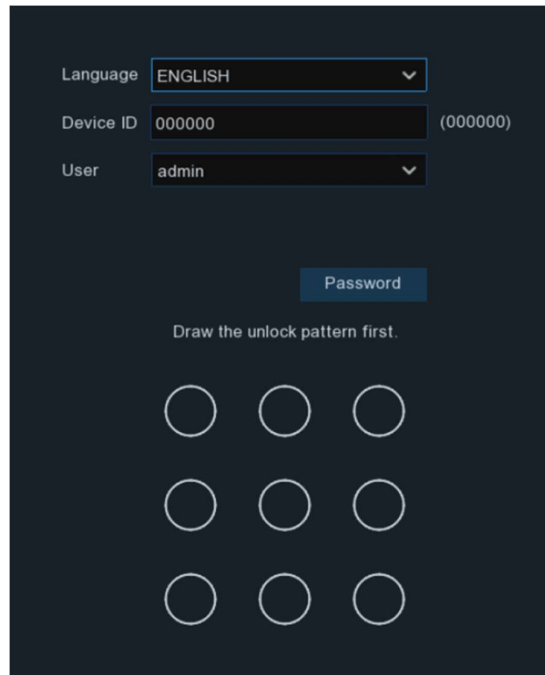 Language ENGLISH
Device ID 000000 (000000)
User admin
Password
Draw the unlock pattern first.